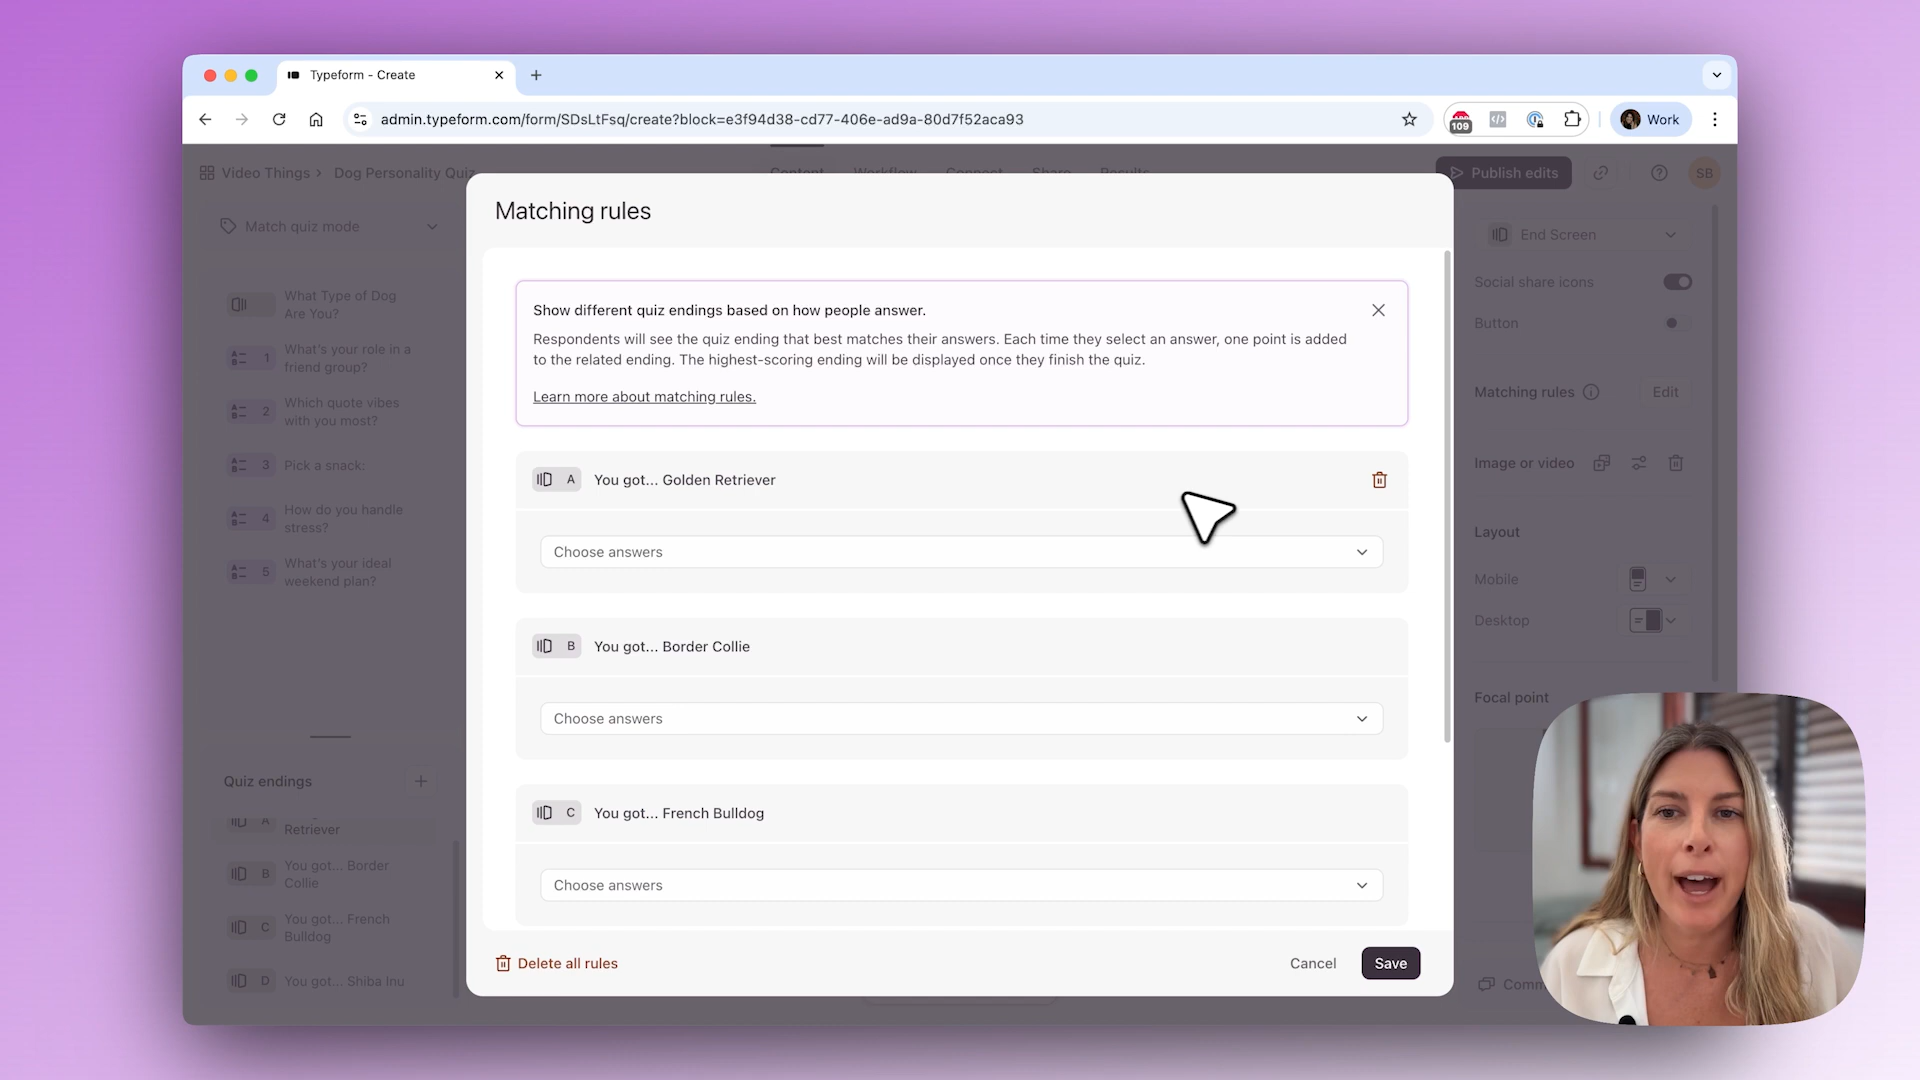 Typeform - Create
admin.typeform.com/form/SDsLtFsq/create?block=e3f94d38-cd77-406e-ad9a-80d7f52aca93
109
Work
Video Things > Dog Personality Quiz
Content
Workflow
Connect
Share
Results
Publish edits
SB
Match quiz mode
What Type of Dog
Are You?
1
What's your role in a
friend group?
2
Which quote vibes
with you most?
3
Pick a snack:
4
How do you handle
stress?
5
What's your ideal
weekend plan?
Quiz endings
A
Retriever
B
You got... Border
Collie
C
You got... French
Bulldog
D
You got... Shiba Inu
Matching rules
Show different quiz endings based on how people answer.
Respondents will see the quiz ending that best matches their answers. Each time they select an answer, one point is added
to the related ending. The highest-scoring ending will be displayed once they finish the quiz.
Learn more about matching rules.
A
You got... Golden Retriever
Choose answers
B
You got... Border Collie
Choose answers
C
You got... French Bulldog
Choose answers
Delete all rules
Cancel
Save
End Screen
Social share icons
Button
Matching rules
Edit
Image or video
Layout
Mobile
Desktop
Focal point